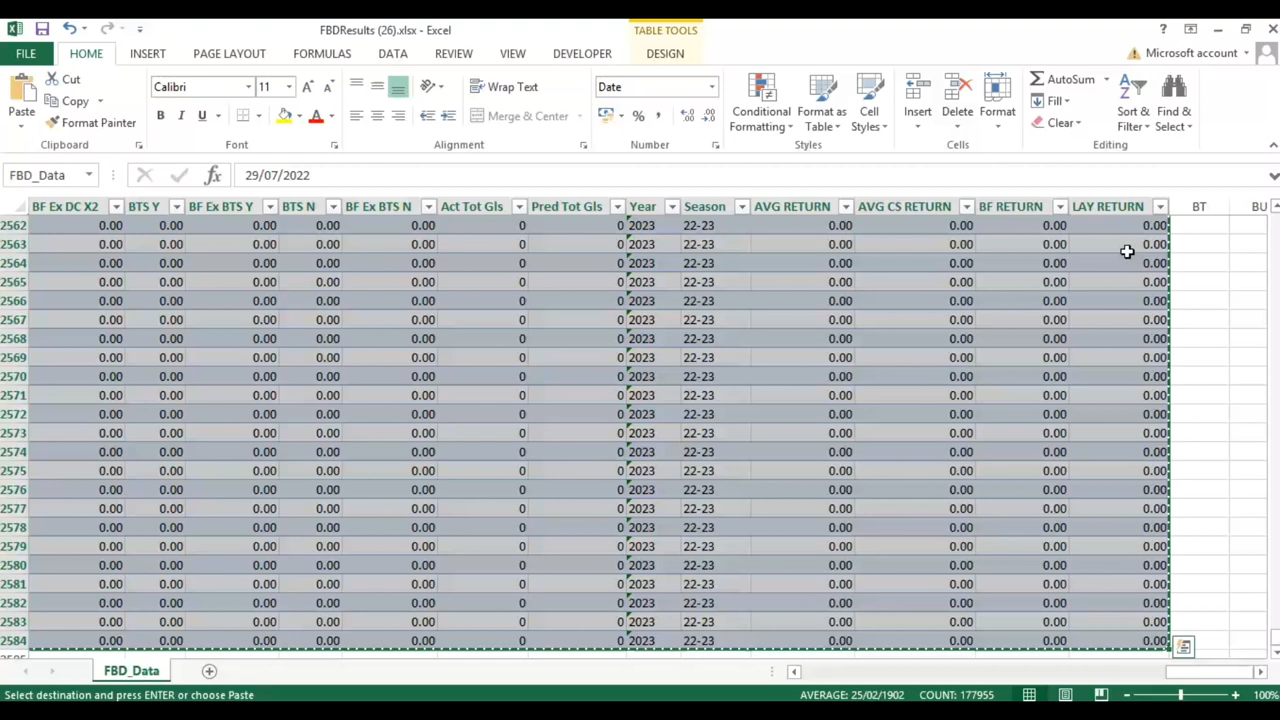 FBDResults (26).xlsx - Excel
TABLE TOOLS
?
FILE HOME INSERT PAGE LAYOUT FORMULAS DATA REVIEW VIEW DEVELOPER DESIGN Microsoft account
Paste
Cut
Copy
Format Painter
Clipboard
Calibri 11
B I U
Font
Wrap Text
Merge & Center
Alignment
Date
% ,
Number
Conditional Formatting
Format as Table
Cell Styles
Styles
Insert Delete Format
Cells
AutoSum
Fill
Clear
Sort & Filter
Find & Select
Editing
FBD_Data fx 29/07/2022
BF Ex DC X2 BTS Y BF Ex BTS Y BTS N BF Ex BTS N Act Tot Gls Pred Tot Gls Year Season AVG RETURN AVG CS RETURN BF RETURN LAY RETURN BT BU
2562 0.00 0.00 0.00 0.00 0.00 0 0 2023 22-23 0.00 0.00 0.00 0.00
2563 0.00 0.00 0.00 0.00 0.00 0 0 2023 22-23 0.00 0.00 0.00 0.00
2564 0.00 0.00 0.00 0.00 0.00 0 0 2023 22-23 0.00 0.00 0.00 0.00
2565 0.00 0.00 0.00 0.00 0.00 0 0 2023 22-23 0.00 0.00 0.00 0.00
2566 0.00 0.00 0.00 0.00 0.00 0 0 2023 22-23 0.00 0.00 0.00 0.00
2567 0.00 0.00 0.00 0.00 0.00 0 0 2023 22-23 0.00 0.00 0.00 0.00
2568 0.00 0.00 0.00 0.00 0.00 0 0 2023 22-23 0.00 0.00 0.00 0.00
2569 0.00 0.00 0.00 0.00 0.00 0 0 2023 22-23 0.00 0.00 0.00 0.00
2570 0.00 0.00 0.00 0.00 0.00 0 0 2023 22-23 0.00 0.00 0.00 0.00
2571 0.00 0.00 0.00 0.00 0.00 0 0 2023 22-23 0.00 0.00 0.00 0.00
2572 0.00 0.00 0.00 0.00 0.00 0 0 2023 22-23 0.00 0.00 0.00 0.00
2573 0.00 0.00 0.00 0.00 0.00 0 0 2023 22-23 0.00 0.00 0.00 0.00
2574 0.00 0.00 0.00 0.00 0.00 0 0 2023 22-23 0.00 0.00 0.00 0.00
2575 0.00 0.00 0.00 0.00 0.00 0 0 2023 22-23 0.00 0.00 0.00 0.00
2576 0.00 0.00 0.00 0.00 0.00 0 0 2023 22-23 0.00 0.00 0.00 0.00
2577 0.00 0.00 0.00 0.00 0.00 0 0 2023 22-23 0.00 0.00 0.00 0.00
2578 0.00 0.00 0.00 0.00 0.00 0 0 2023 22-23 0.00 0.00 0.00 0.00
2579 0.00 0.00 0.00 0.00 0.00 0 0 2023 22-23 0.00 0.00 0.00 0.00
2580 0.00 0.00 0.00 0.00 0.00 0 0 2023 22-23 0.00 0.00 0.00 0.00
2581 0.00 0.00 0.00 0.00 0.00 0 0 2023 22-23 0.00 0.00 0.00 0.00
2582 0.00 0.00 0.00 0.00 0.00 0 0 2023 22-23 0.00 0.00 0.00 0.00
2583 0.00 0.00 0.00 0.00 0.00 0 0 2023 22-23 0.00 0.00 0.00 0.00
2584 0.00 0.00 0.00 0.00 0.00 0 0 2023 22-23 0.00 0.00 0.00 0.00
FBD_Data
Select destination and press ENTER or choose Paste AVERAGE: 25/02/1902 COUNT: 177955 100%